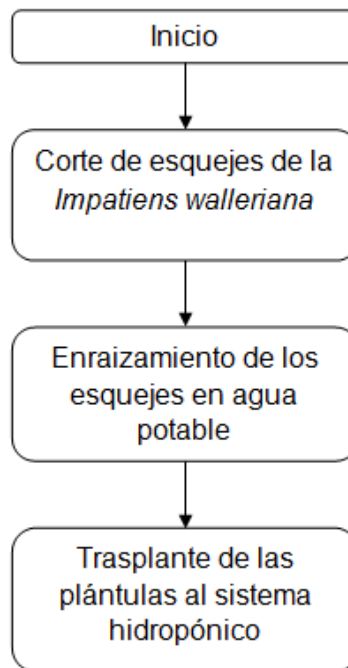 Inicio
Corte de esquejes de la
Impatiens walleriana
Enraizamiento de los
esquejes en agua
potable
Trasplante de las
plántulas al sistema
hidropónico